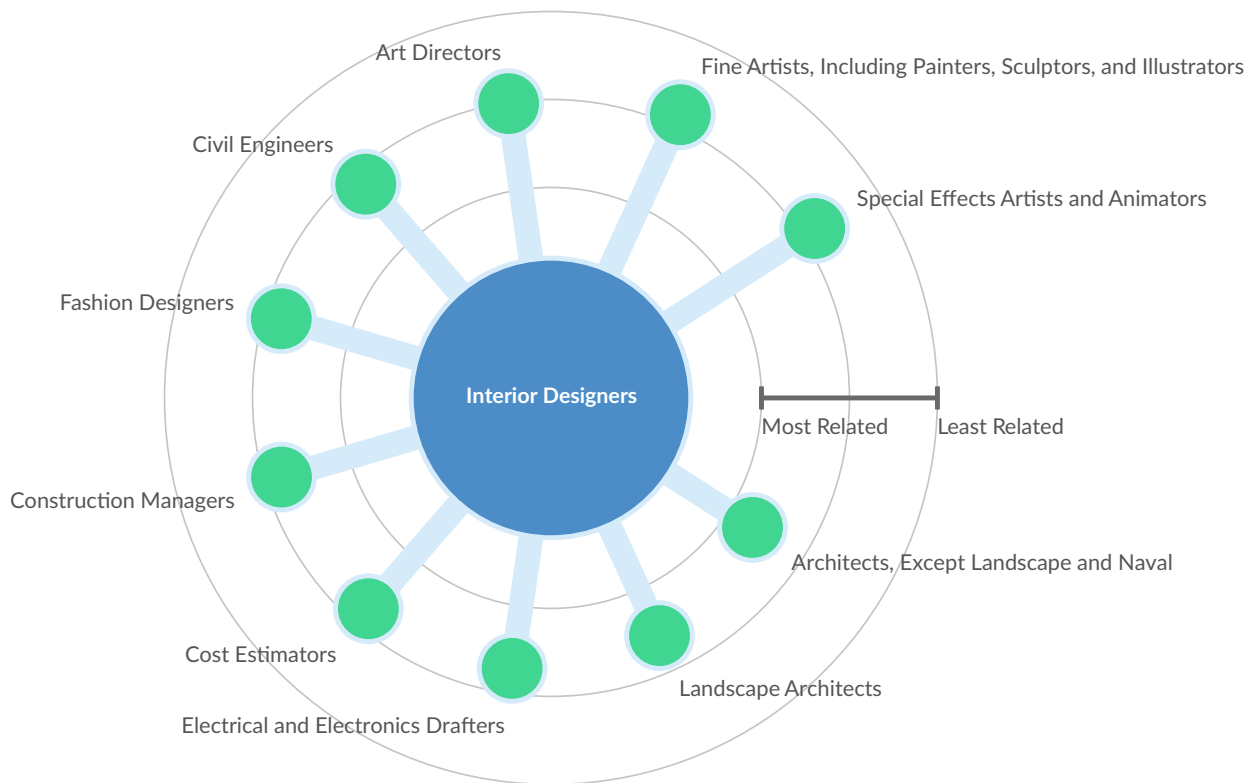 Art Directors
Fine Artists, Including Painters, Sculptors, and Illustrators
Civil Engineers
Special Effects Artists and Animators
Fashion Designers
Interior Designers
Most Related
Least Related
Construction Managers
Architects, Except Landscape and Naval
Cost Estimators
Landscape Architects
Electrical and Electronics Drafters